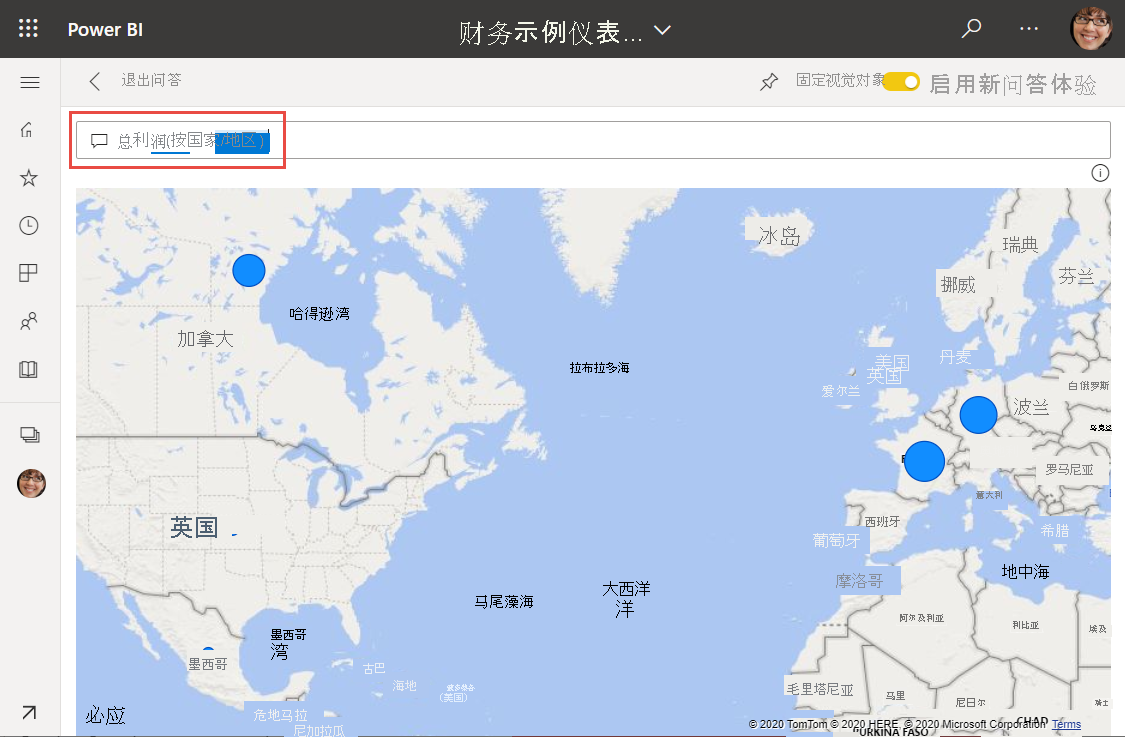 Power BI
财务示例仪表...
退出问答
固定视觉对象
启用新问答体验
总利润(按国家/地区)
冰岛
瑞典
芬兰
挪威
哈得逊湾
加拿大
拉布拉多海
美国
英国
丹麦
爱尔兰
白俄罗斯
波兰
罗马尼亚
意大利
英国
西班牙
葡萄牙
希腊
摩洛哥
地中海
大西洋
洋
马尾藻海
阿尔及利亚
利比亚
埃及
墨西哥
湾
墨西哥
古巴
海地
(美国)
毛里塔尼亚
马里
尼日尔
必应
危地马拉
尼加拉瓜
CHAD
© 2020 TomTom © 2020 HERE, © 2020 Microsoft Corporation Terms
BURKINA FASO